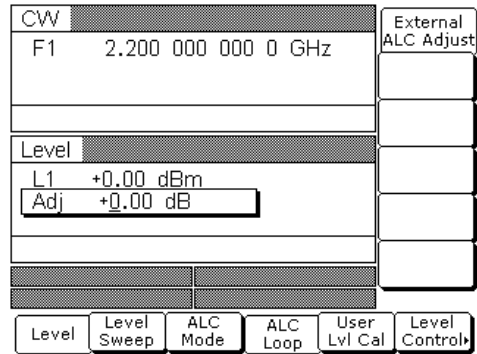 CW
F1 2.200 000 000 0 GHz
Level
L1 +0.00 dBm
Adj +0.00 dB
External
ALC Adjust
Level
Level
Sweep
ALC
Mode
ALC
Loop
User
Lvl Cal
Level
Control▸